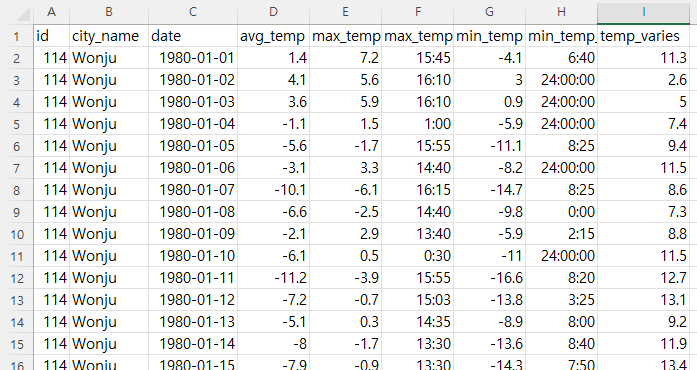 A B C D E F G H I
1 id city_name date avg_temp max_temp max_temp_ min_temp min_temp_ temp_varies
2 114 Wonju 1980-01-01 1.4 7.2 15:45 -4.1 6:40 11.3
3 114 Wonju 1980-01-02 4.1 5.6 16:10 3 24:00:00 2.6
4 114 Wonju 1980-01-03 3.6 5.9 16:10 0.9 24:00:00 5
5 114 Wonju 1980-01-04 -1.1 1.5 1:00 -5.9 24:00:00 7.4
6 114 Wonju 1980-01-05 -5.6 -1.7 15:55 -11.1 8:25 9.4
7 114 Wonju 1980-01-06 -3.1 3.3 14:40 -8.2 24:00:00 11.5
8 114 Wonju 1980-01-07 -10.1 -6.1 16:15 -14.7 8:25 8.6
9 114 Wonju 1980-01-08 -6.6 -2.5 14:40 -9.8 0:00 7.3
10 114 Wonju 1980-01-09 -2.1 2.9 13:40 -5.9 2:15 8.8
11 114 Wonju 1980-01-10 -6.1 0.5 0:30 -11 24:00:00 11.5
12 114 Wonju 1980-01-11 -11.2 -3.9 15:55 -16.6 8:20 12.7
13 114 Wonju 1980-01-12 -7.2 -0.7 15:03 -13.8 3:25 13.1
14 114 Wonju 1980-01-13 -5.1 0.3 14:35 -8.9 8:00 9.2
15 114 Wonju 1980-01-14 -8 -1.7 13:30 -13.6 8:40 11.9
16 114 Wonju 1980-01-15 -7.9 -0.9 13:30 -14.3 7:50 13.4